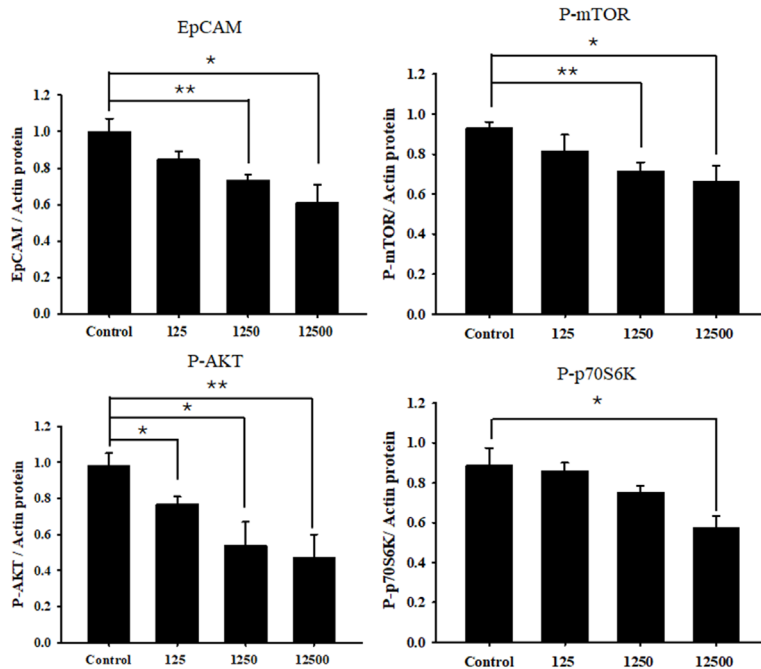 EpCAM
*
**
1.2
1.0
0.8
0.6
0.4
0.2
0.0
EpCAM / Actin protein
Control 125 1250 12500
P-mTOR
*
**
1.2
1.0
0.8
0.6
0.4
0.2
0.0
P-mTOR/ Actin protein
Control 125 1250 12500
P-AKT
**
*
*
1.0
0.8
0.6
0.4
0.2
0.0
P-AKT / Actin protein
Control 125 1250 12500
P-p70S6K
*
1.2
1.0
0.8
0.6
0.4
0.2
0.0
P-p70S6K/ Actin protein
Control 125 1250 12500